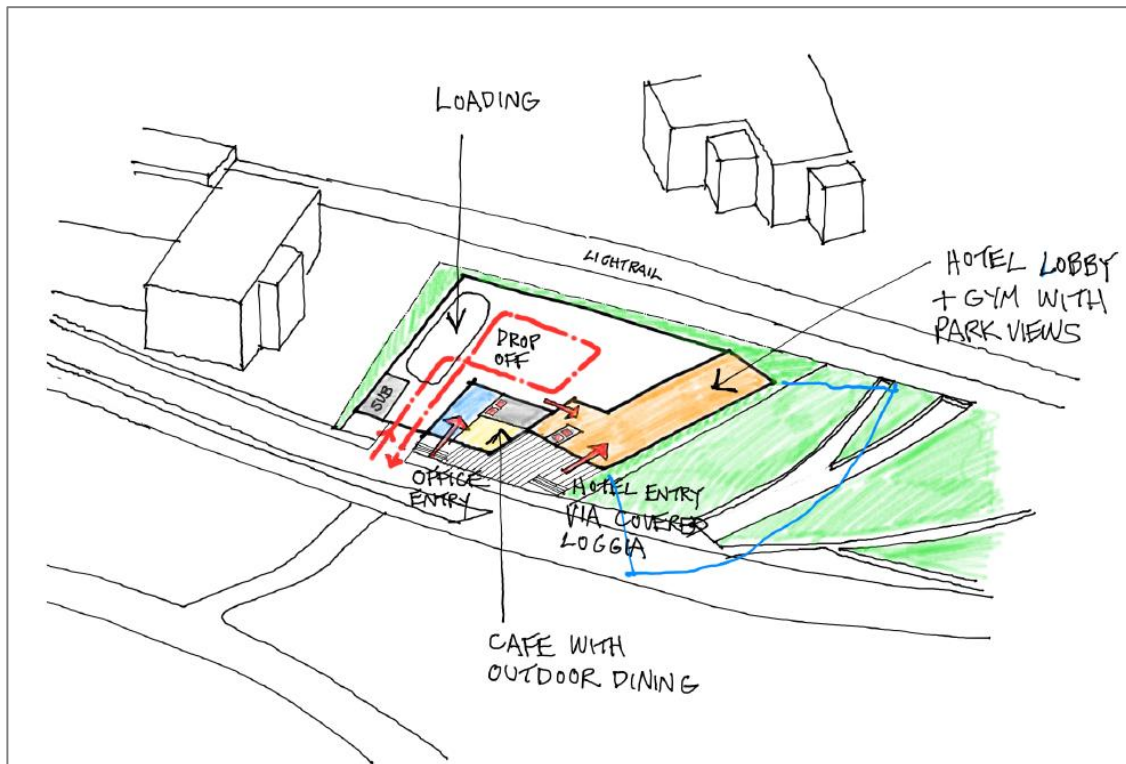 LOADING
LIGHTRAIL
HOTEL LOBBY
+ GYM WITH
PARK VIEWS
DROP
OFF
SUB
OFFICE
ENTRY
HOTEL ENTRY
VIA COVERED
LOGGIA
CAFE WITH
OUTDOOR DINING